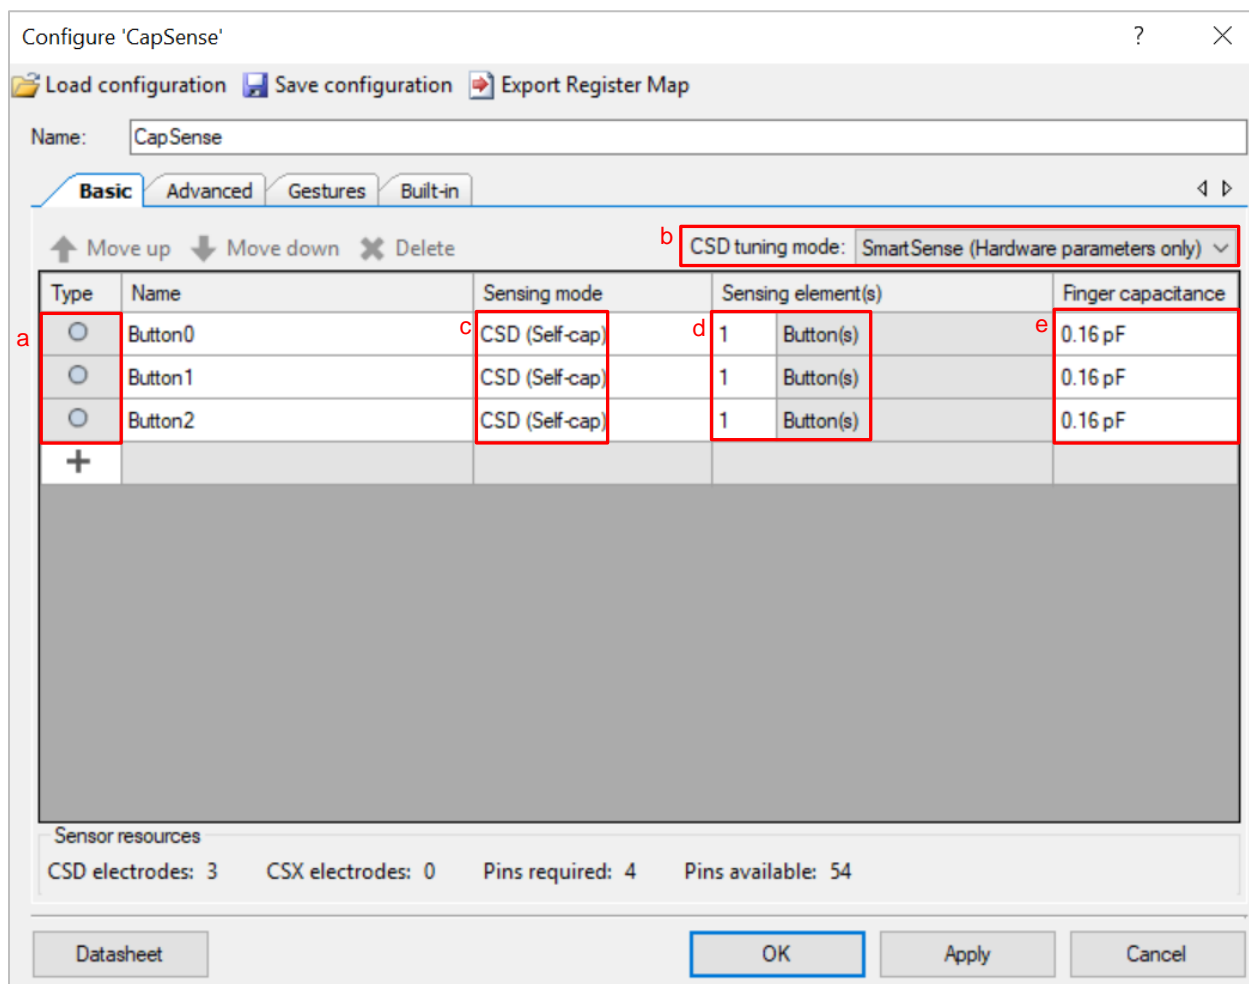 Configure 'CapSense' ?
Load configuration Save configuration Export Register Map
Name: CapSense
Basic Advanced Gestures Built-in
Move up Move down Delete b CSD tuning mode: SmartSense (Hardware parameters only)
Type Name Sensing mode Sensing element(s) Finger capacitance
a Button0 c CSD (Self-cap) d 1 Button(s) e 0.16 pF
Button1 CSD (Self-cap) 1 Button(s) 0.16 pF
Button2 CSD (Self-cap) 1 Button(s) 0.16 pF
Sensor resources
CSD electrodes: 3 CSX electrodes: 0 Pins required: 4 Pins available: 54
Datasheet OK Apply Cancel